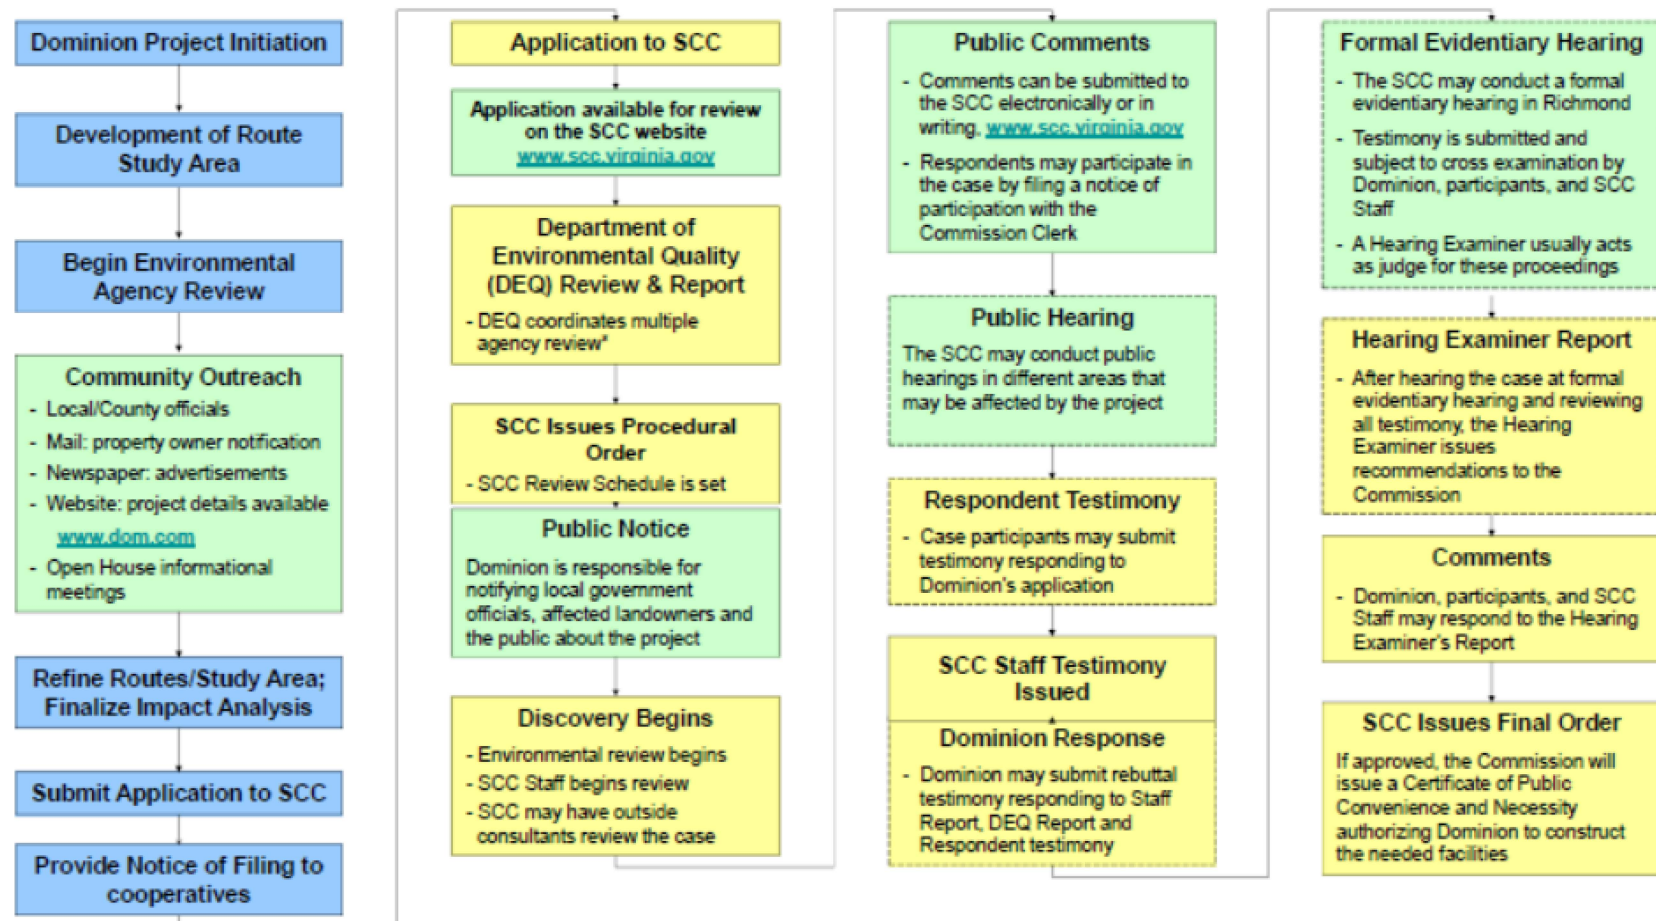 Dominion Project Initiation
Development of Route
Study Area
Begin Environmental
Agency Review
Community Outreach
- Local/County officials
- Mail: property owner notification
- Newspaper: advertisements
- Website: project details available
www.dom.com
- Open House informational
meetings
Refine Routes/Study Area;
Finalize Impact Analysis
Submit Application to SCC
Provide Notice of Filing to
cooperatives
Application to SCC
Application available for review
on the SCC website
www.scc.virginia.gov
Department of
Environmental Quality
(DEQ) Review & Report
- DEQ coordinates multiple
agency review*
SCC Issues Procedural
Order
- SCC Review Schedule is set
Public Notice
Dominion is responsible for
notifying local government
officials, affected landowners and
the public about the project
Discovery Begins
- Environmental review begins
- SCC Staff begins review
- SCC may have outside
consultants review the case
Public Comments
- Comments can be submitted to
the SCC electronically or in
writing, www.scc.virginia.gov
- Respondents may participate in
the case by filing a notice of
participation with the
Commission Clerk
Public Hearing
The SCC may conduct public
hearings in different areas that
may be affected by the project
Respondent Testimony
- Case participants may submit
testimony responding to
Dominion's application
SCC Staff Testimony
Issued
Dominion Response
- Dominion may submit rebuttal
testimony responding to Staff
Report, DEQ Report and
Respondent testimony
Formal Evidentiary Hearing
- The SCC may conduct a formal
evidentiary hearing in Richmond
- Testimony is submitted and
subject to cross examination by
Dominion, participants, and SCC
Staff
- A Hearing Examiner usually acts
as judge for these proceedings
Hearing Examiner Report
- After hearing the case at formal
evidentiary hearing and reviewing
all testimony, the Hearing
Examiner issues
recommendations to the
Commission
Comments
- Dominion, participants, and SCC
Staff may respond to the Hearing
Examiner's Report
SCC Issues Final Order
If approved, the Commission will
issue a Certificate of Public
Convenience and Necessity
authorizing Dominion to construct
the needed facilities